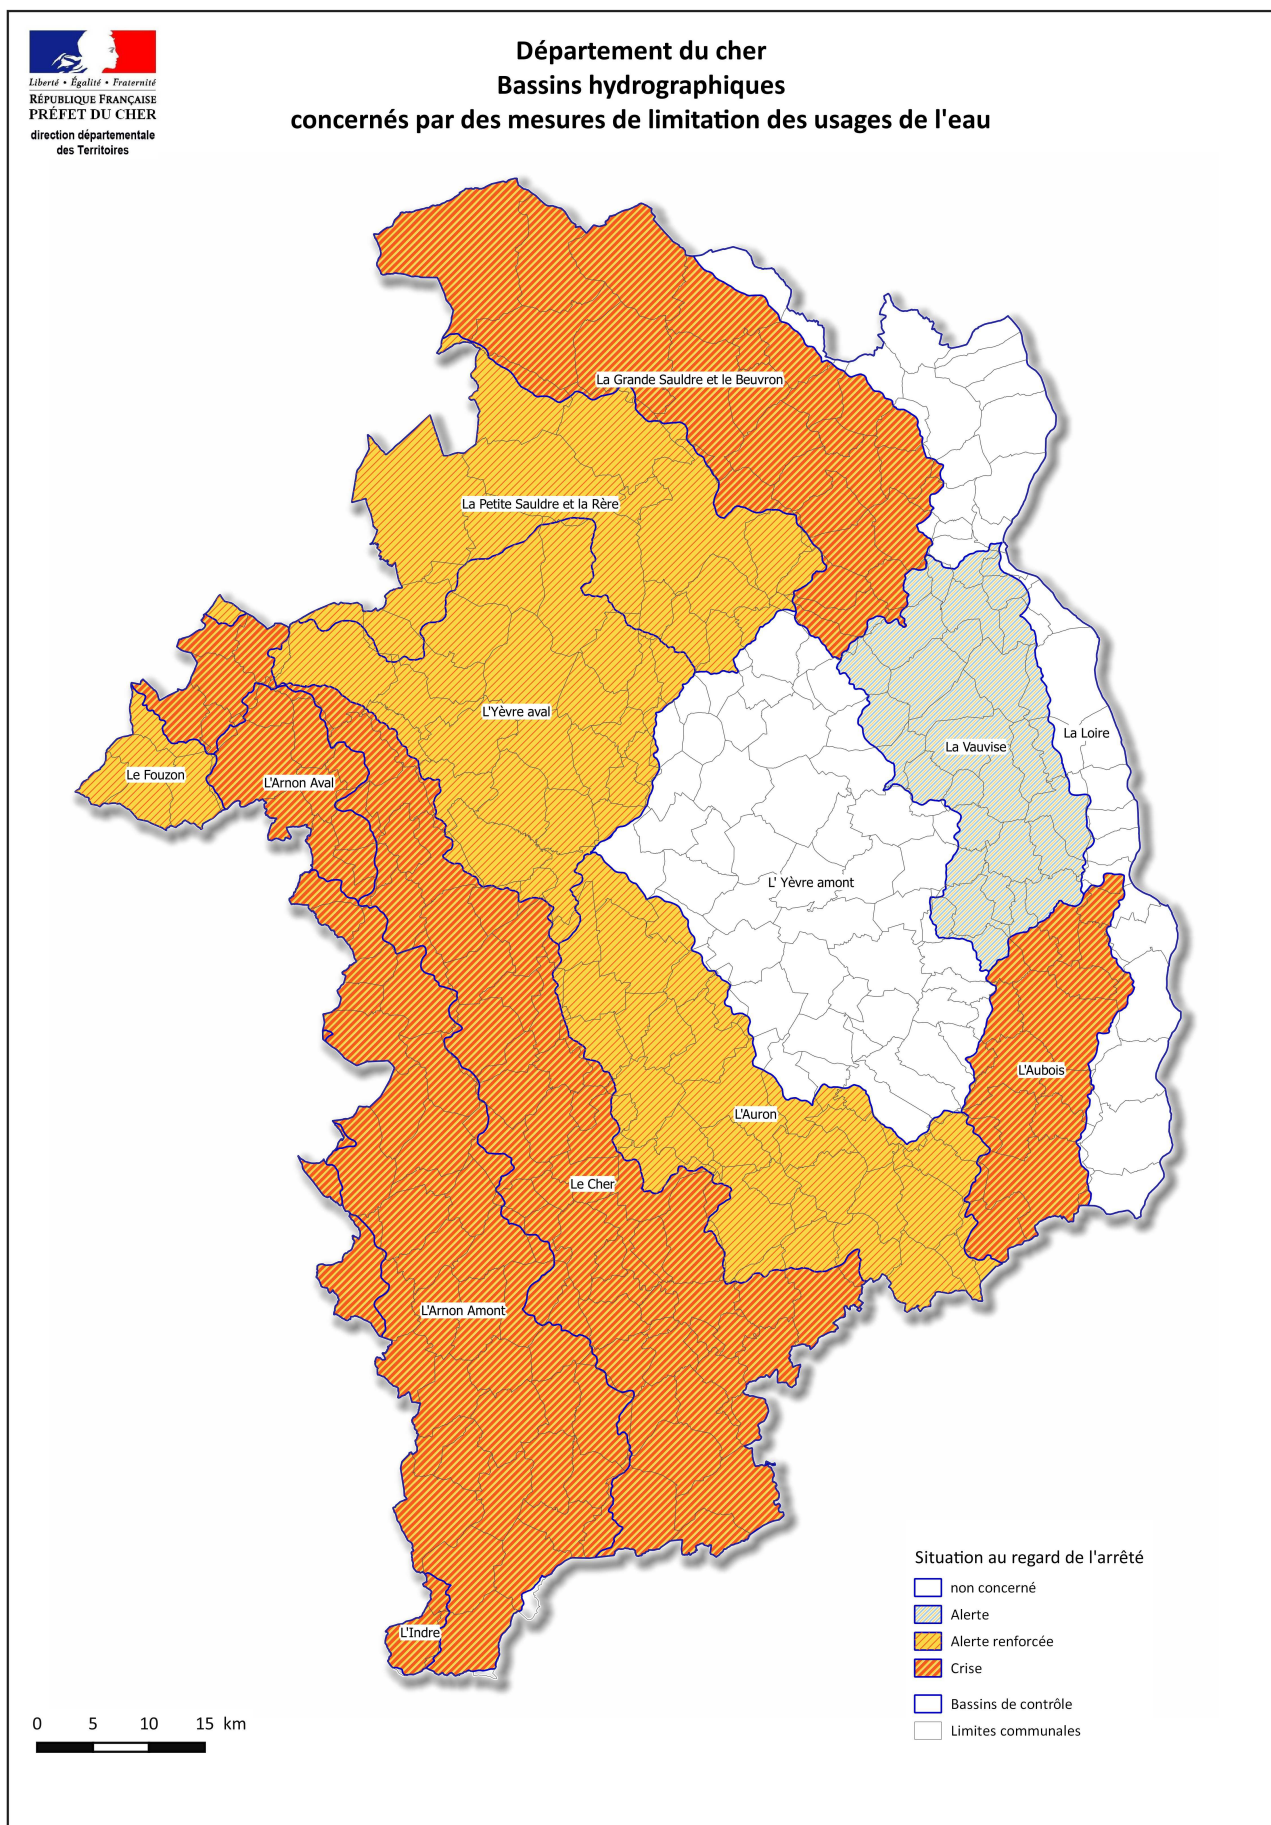 Liberté • Égalité • Fraternité
RÉPUBLIQUE FRANÇAISE
PRÉFET DU CHER
direction départementale
des Territoires
Département du cher
Bassins hydrographiques
concernés par des mesures de limitation des usages de l'eau
La Grande Sauldre et le Beuvron
La Petite Sauldre et la Rère
L'Yèvre aval
La Loire
La Vauvise
Le Fouzon
L'Arnon Aval
L' Yèvre amont
L'Aubois
L'Auron
Le Cher
L'Arnon Amont
L'Indre
Situation au regard de l'arrêté
non concerné
Alerte
Alerte renforcée
Crise
Bassins de contrôle
Limites communales
0 5 10 15 km